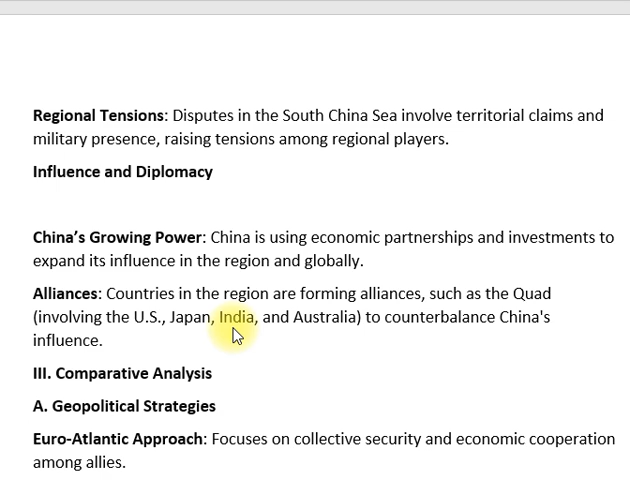 Regional Tensions: Disputes in the South China Sea involve territorial claims and
military presence, raising tensions among regional players.
Influence and Diplomacy
China’s Growing Power: China is using economic partnerships and investments to
expand its influence in the region and globally.
Alliances: Countries in the region are forming alliances, such as the Quad
(involving the U.S., Japan, India, and Australia) to counterbalance China's
influence.
III. Comparative Analysis
A. Geopolitical Strategies
Euro-Atlantic Approach: Focuses on collective security and economic cooperation
among allies.